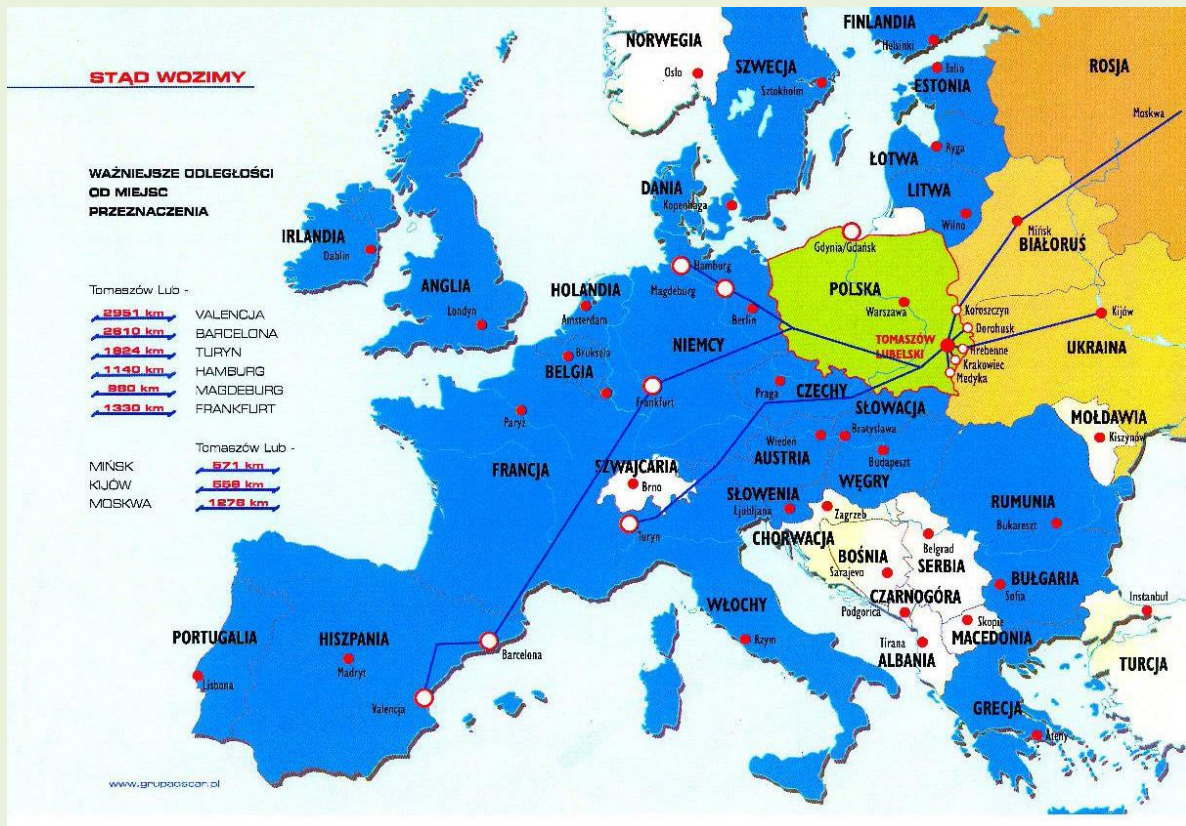 STĄD WOZIMY
WAŻNIEJSZE ODLEGŁOŚCI
OD MIEJSC
PRZEZNACZENIA
Tomaszów Lub -
2951 km VALENCJA
2610 km BARCELONA
1824 km TURYN
1140 km HAMBURG
980 km MAGDEBURG
1330 km FRANKFURT
Tomaszów Lub -
MIŃSK 571 km
KIJÓW 558 km
MOSKWA 1276 km
www.grupaoscar.pl
NORWEGIA
Oslo
SZWECJA
Sztokholm
FINLANDIA
Helsinki
Talin
ESTONIA
ROSJA
Moskwa
ŁOTWA
Ryga
LITWA
Wilno
DANIA
Kopenhaga
Mińsk
BIAŁORUŚ
IRLANDIA
Dablin
ANGLIA
Londyn
HOLANDIA
Amsterdam
Hamburg
Magdeburg
Berlin
NIEMCY
Gdynia/Gdańsk
POLSKA
Warszawa
TOMASZÓW
LUBELSKI
Koroszczyn
Dorohusk
Hrebenne
Krakowiec
Medyka
Kijów
UKRAINA
Bruksela
BELGIA
Frankfurt
Paryż
FRANCJA
Praga
CZECHY
SŁOWACJA
Bratysława
Wiedeń
AUSTRIA
Budapeszt
WĘGRY
MOŁDAWIA
Kiszynów
SZWAJCARIA
Brno
Turyn
SŁOWENIA
Ljubljana
Zagrzeb
CHORWACJA
BOŚNIA
Sarajevo
Belgrad
SERBIA
RUMUNIA
Bukareszt
BUŁGARIA
Sofia
CZARNOGÓRA
Podgorica
Skopie
MACEDONIA
Tirana
ALBANIA
Instanbul
TURCJA
GRECJA
Ateny
WŁOCHY
Rzym
PORTUGALIA
Lisbona
HISZPANIA
Madryt
Barcelona
Valencja